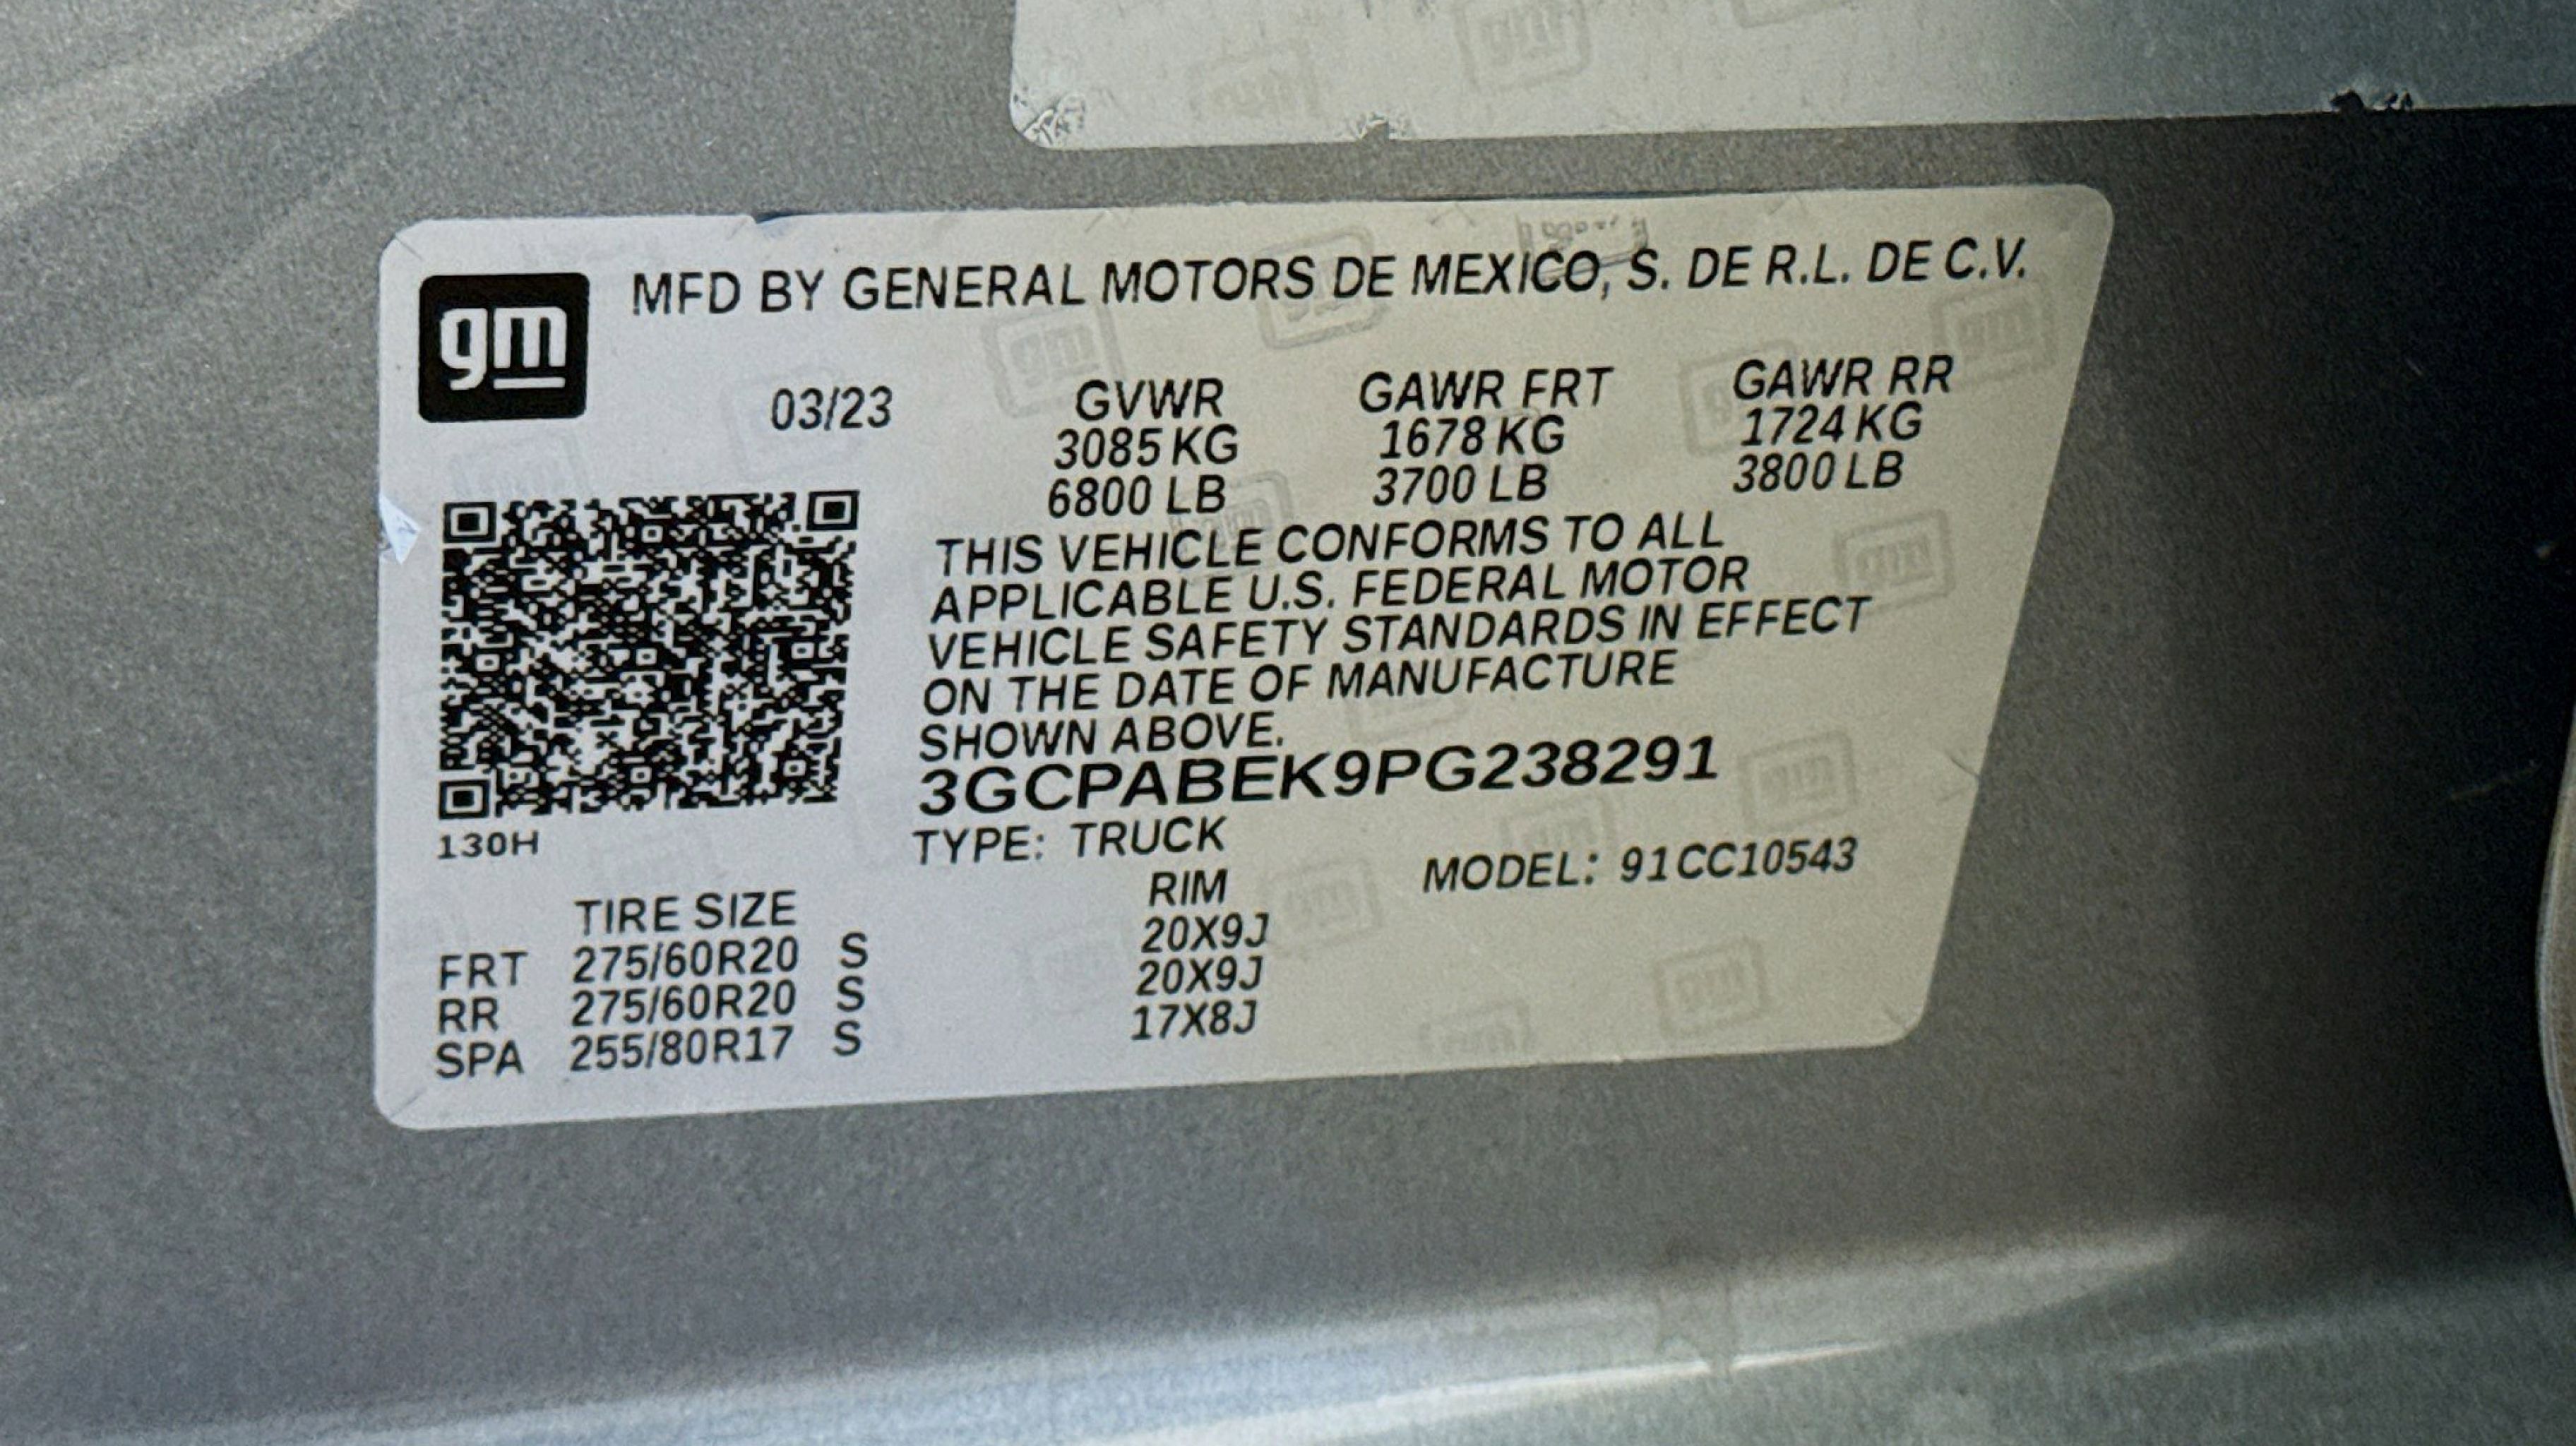 gm
MFD BY GENERAL MOTORS DE MEXICO, S. DE R.L. DE C.V.
03/23
GVWR GAWR FRT GAWR RR
3085 KG 1678 KG 1724 KG
6800 LB 3700 LB 3800 LB
THIS VEHICLE CONFORMS TO ALL
APPLICABLE U.S. FEDERAL MOTOR
VEHICLE SAFETY STANDARDS IN EFFECT
ON THE DATE OF MANUFACTURE
SHOWN ABOVE.
3GCPABEK9PG238291
130H
TYPE: TRUCK MODEL: 91CC10543
TIRE SIZE RIM
FRT 275/60R20 S 20X9J
RR 275/60R20 S 20X9J
SPA 255/80R17 S 17X8J